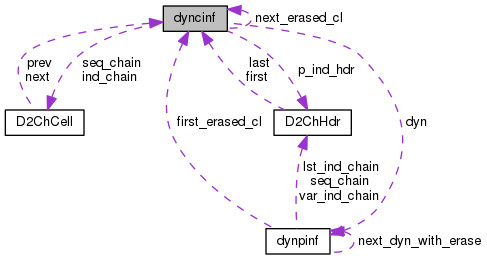 dyncinf
next_erased_cl
prev
next
seq_chain
ind_chain
last
first
p_ind_hdr
D2ChCell
first_erased_cl
D2ChHdr
dyn
lst_ind_chain
seq_chain
var_ind_chain
dynpinf
next_dyn_with_erase